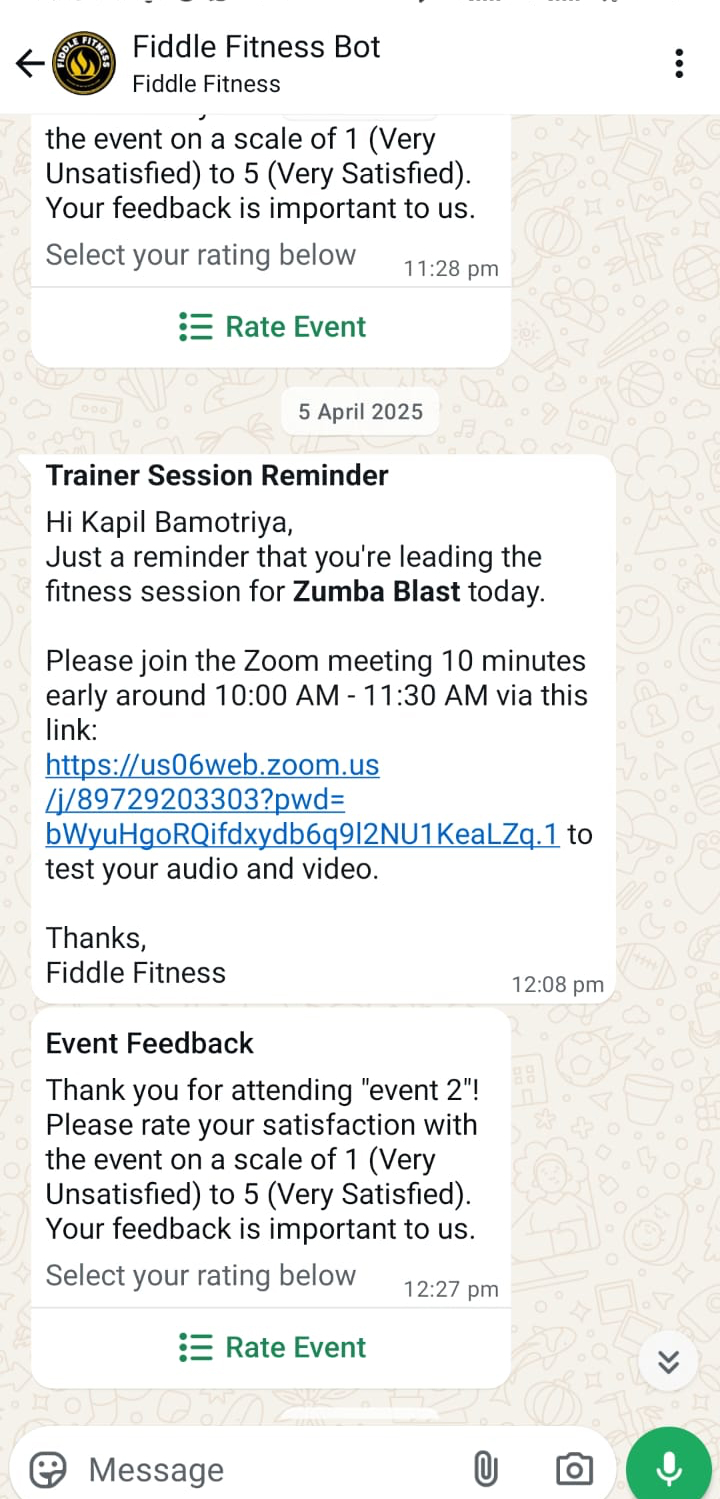 FIDDLE FITNESS
Fiddle Fitness Bot
Fiddle Fitness
the event on a scale of 1 (Very
Unsatisfied) to 5 (Very Satisfied).
Your feedback is important to us.
Select your rating below
11:28 pm
Rate Event
5 April 2025
Trainer Session Reminder
Hi Kapil Bamotriya,
Just a reminder that you're leading the
fitness session for Zumba Blast today.
Please join the Zoom meeting 10 minutes
early around 10:00 AM - 11:30 AM via this
link:
https://us06web.zoom.us
/j/89729203303?pwd=
bWyuHgoRQifdxydb6q9l2NU1KeaLZq.1 to
test your audio and video.
Thanks,
Fiddle Fitness
12:08 pm
Event Feedback
Thank you for attending "event 2"!
Please rate your satisfaction with
the event on a scale of 1 (Very
Unsatisfied) to 5 (Very Satisfied).
Your feedback is important to us.
Select your rating below
12:27 pm
Rate Event
Message